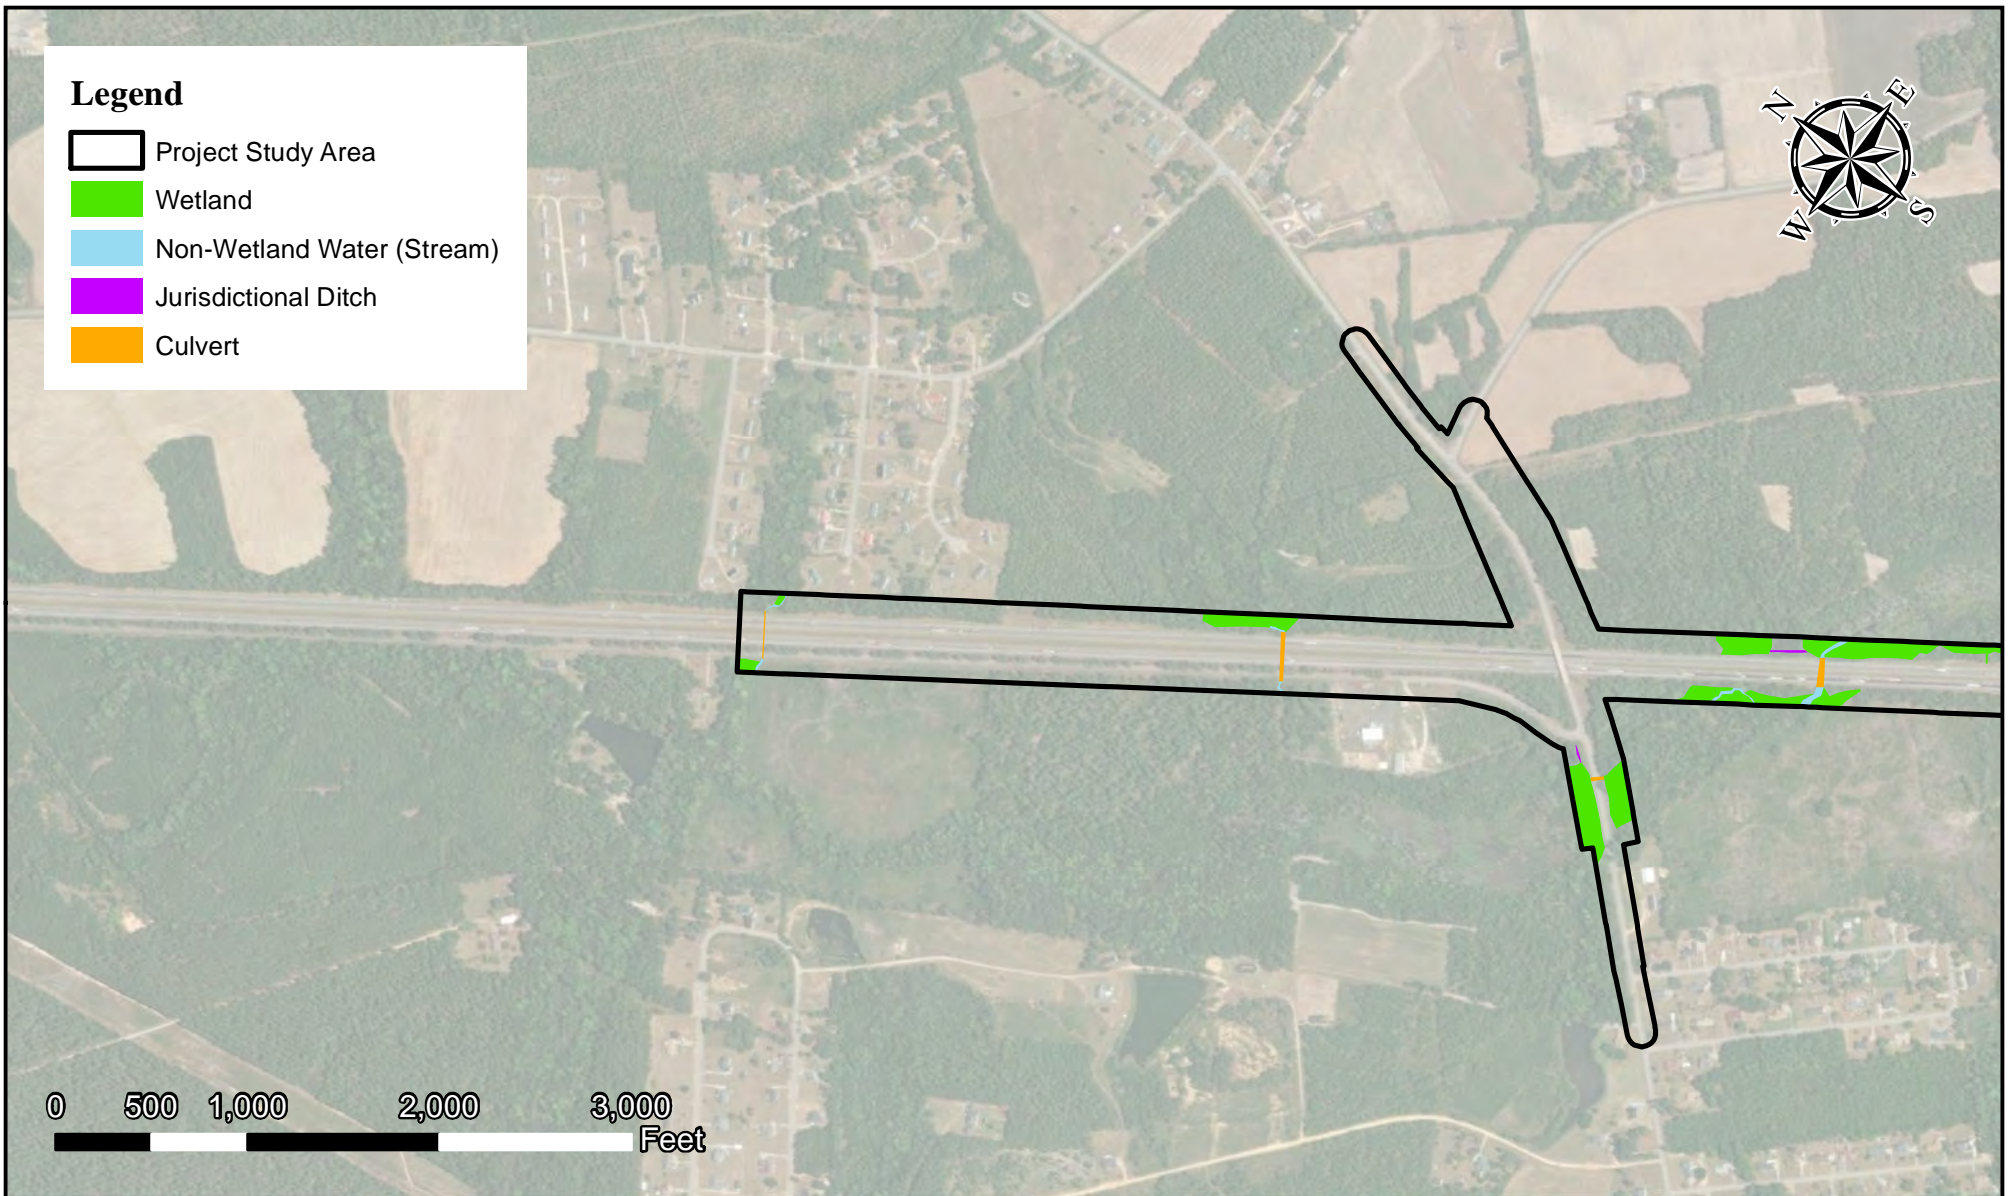 Legend
Project Study Area
Wetland
Non-Wetland Water (Stream)
Jurisdictional Ditch
Culvert
N
E
W
S
0 500 1,000 2,000 3,000
Feet